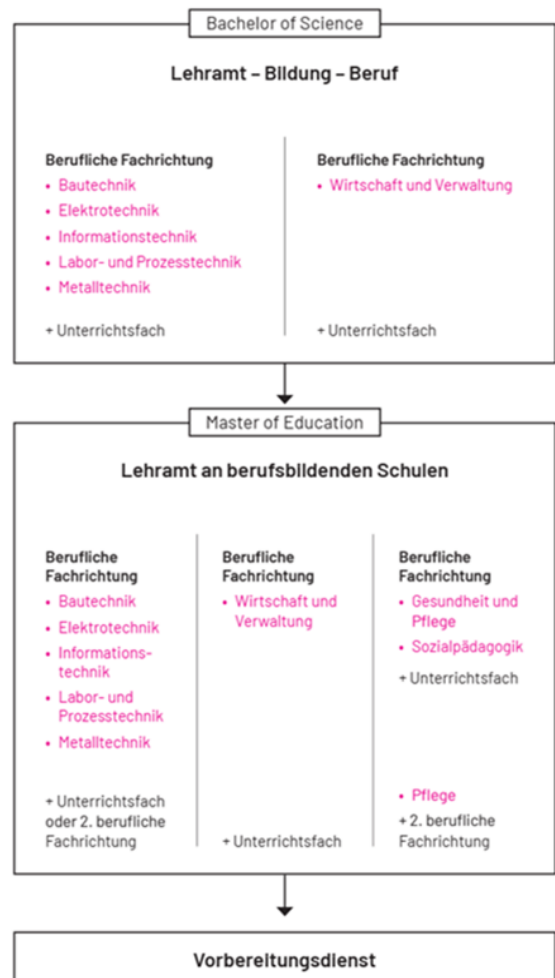 Bachelor of Science
Lehramt – Bildung – Beruf
Berufliche Fachrichtung
• Bautechnik
• Elektrotechnik
• Informationstechnik
• Labor- und Prozesstechnik
• Metalltechnik
+ Unterrichtsfach
Berufliche Fachrichtung
• Wirtschaft und Verwaltung
+ Unterrichtsfach
Master of Education
Lehramt an berufsbildenden Schulen
Berufliche
Fachrichtung
• Bautechnik
• Elektrotechnik
• Informations-
technik
• Labor- und
Prozesstechnik
• Metalltechnik
+ Unterrichtsfach
oder 2. berufliche
Fachrichtung
Berufliche
Fachrichtung
• Wirtschaft und
Verwaltung
+ Unterrichtsfach
Berufliche
Fachrichtung
• Gesundheit und
Pflege
• Sozialpädagogik
+ Unterrichtsfach
• Pflege
+ 2. berufliche
Fachrichtung
Vorbereitungsdienst